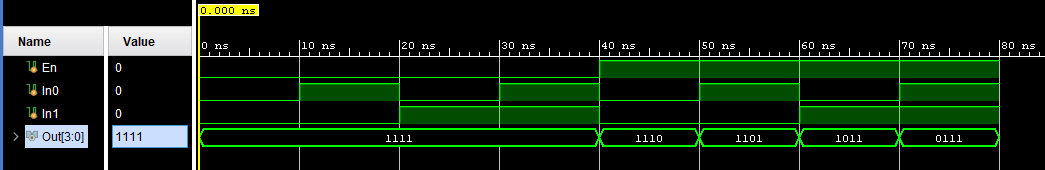 0.000 ns
Name Value
0 ns 10 ns 20 ns 30 ns 40 ns 50 ns 60 ns 70 ns 80 ns
En 0
In0 0
In1 0
Out[3:0] 1111 1111 1110 1101 1011 0111